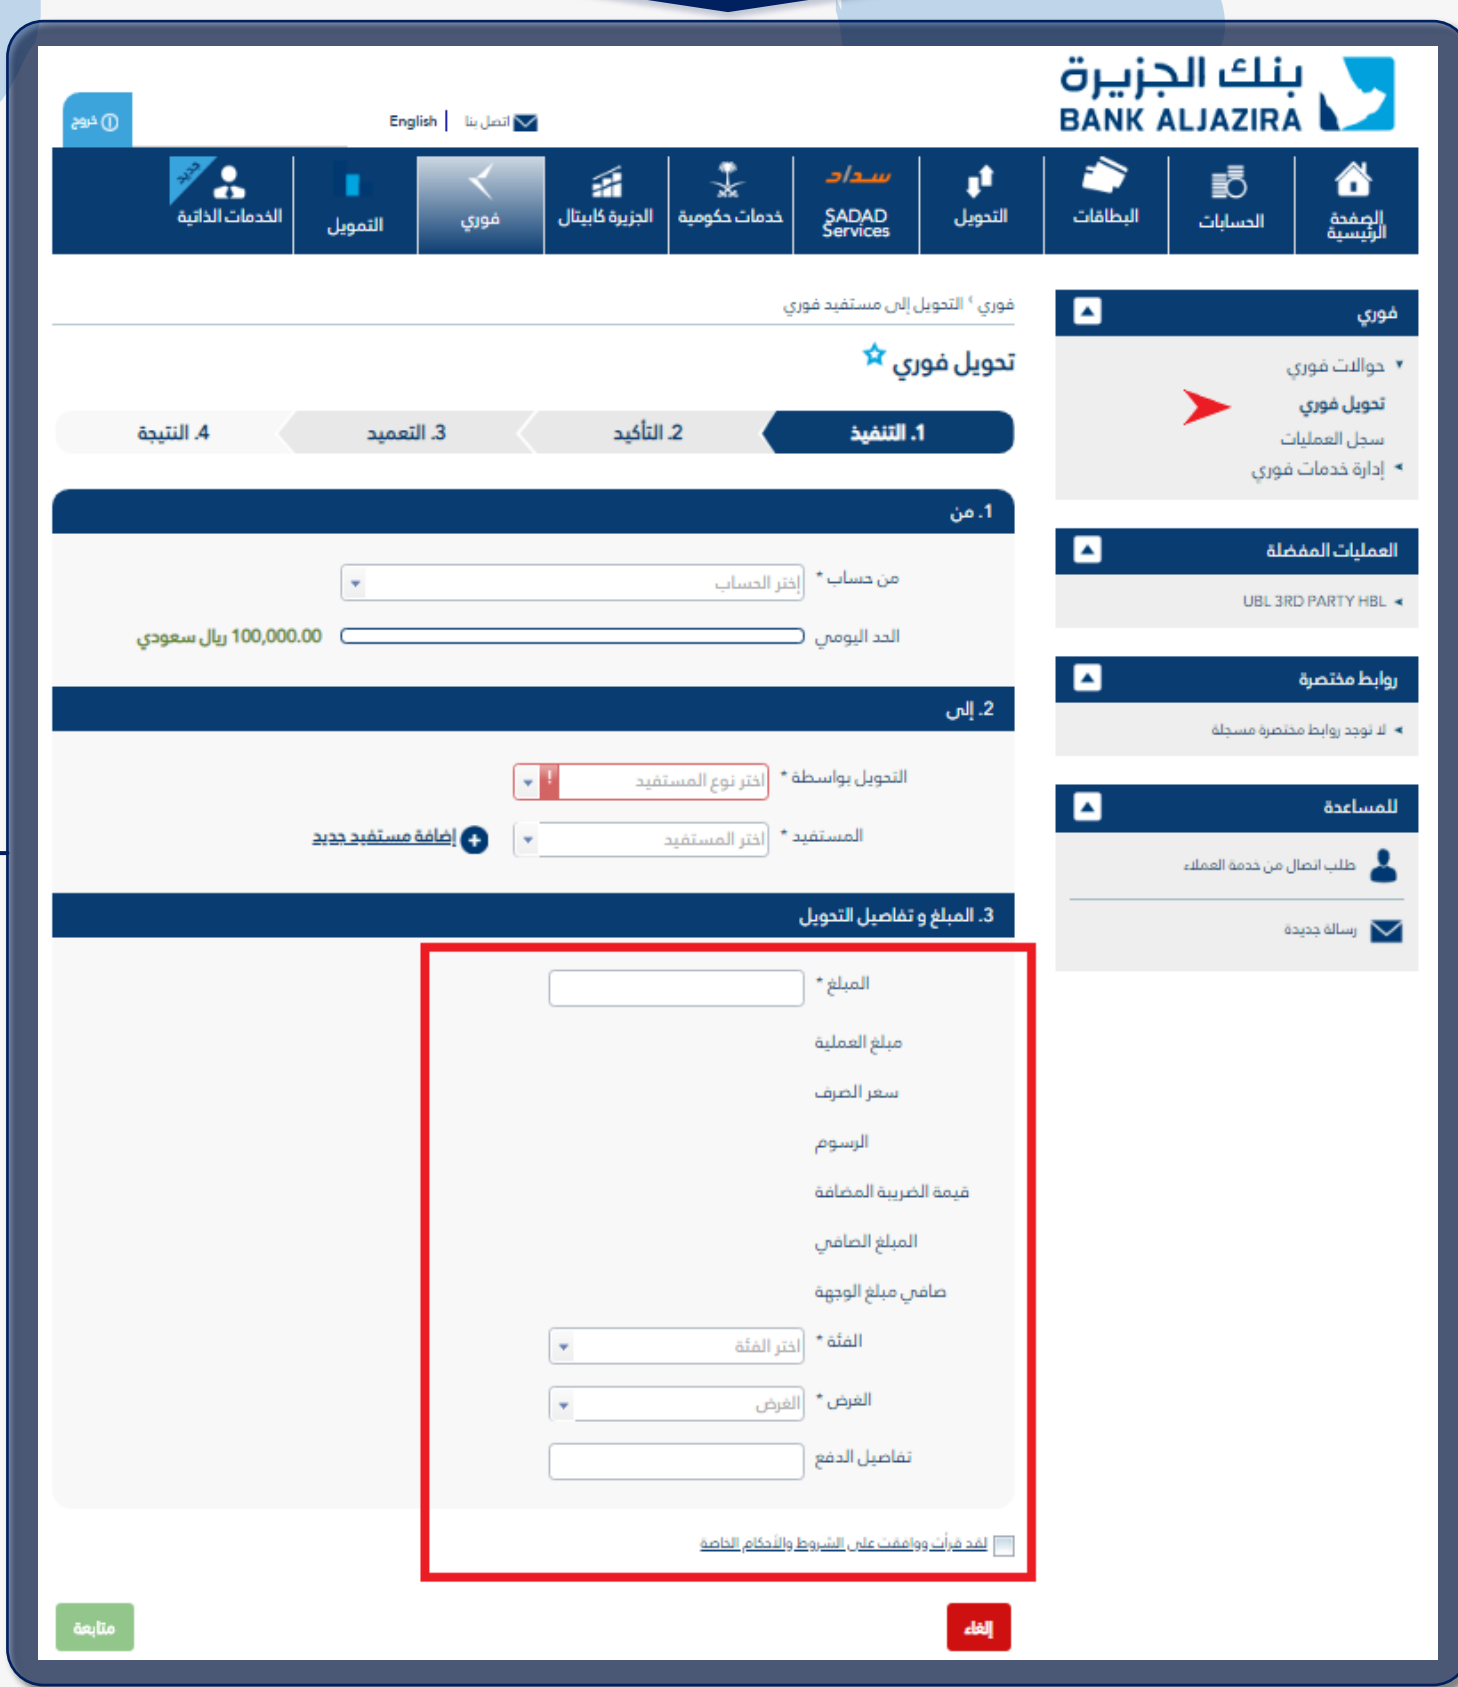 بنك الجزيرة
BANK ALJAZIRA
اتصل بنا | English
خروج
الصفحة الرئيسية
الحسابات
البطاقات
التحويل
سداد
SADAD Services
خدمات حكومية
الجزيرة كابيتال
فوري
التمويل
الخدمات الذاتية
جديد
فوري
حوالات فوري
تحويل فوري
سجل العمليات
إدارة خدمات فوري
العمليات المفضلة
UBL 3RD PARTY HBL
روابط مختصرة
لا توجد روابط مختصرة مسجلة
للمساعدة
طلب اتصال من خدمة العملاء
رسالة جديدة
فوري › التحويل إلى مستفيد فوري
تحويل فوري
1. التنفيذ
2. التأكيد
3. التعميد
4. النتيجة
1. من
من حساب * إختر الحساب
الحد اليومي 100,000.00 ريال سعودي
2. إلى
التحويل بواسطة * اختر نوع المستفيد !
المستفيد * اختر المستفيد إضافة مستفيد جديد
3. المبلغ و تفاصيل التحويل
المبلغ *
مبلغ العملية
سعر الصرف
الرسوم
قيمة الضريبة المضافة
المبلغ الصافي
صافي مبلغ الوجهة
الفئة * اختر الفئة
الغرض * الغرض
تفاصيل الدفع
لقد قرأت ووافقت على الشروط والأحكام الخاصة
إلغاء
متابعة